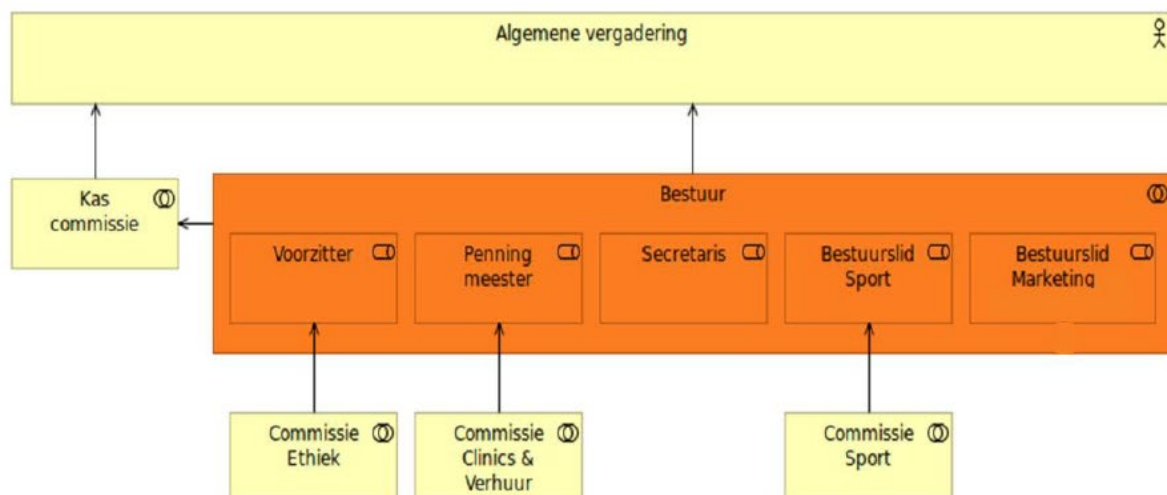 Algemene vergadering
Kas
commissie
Bestuur
Voorzitter
Penning
meester
Secretaris
Bestuurslid
Sport
Bestuurslid
Marketing
Commissie
Ethiek
Commissie
Clinics &
Verhuur
Commissie
Sport